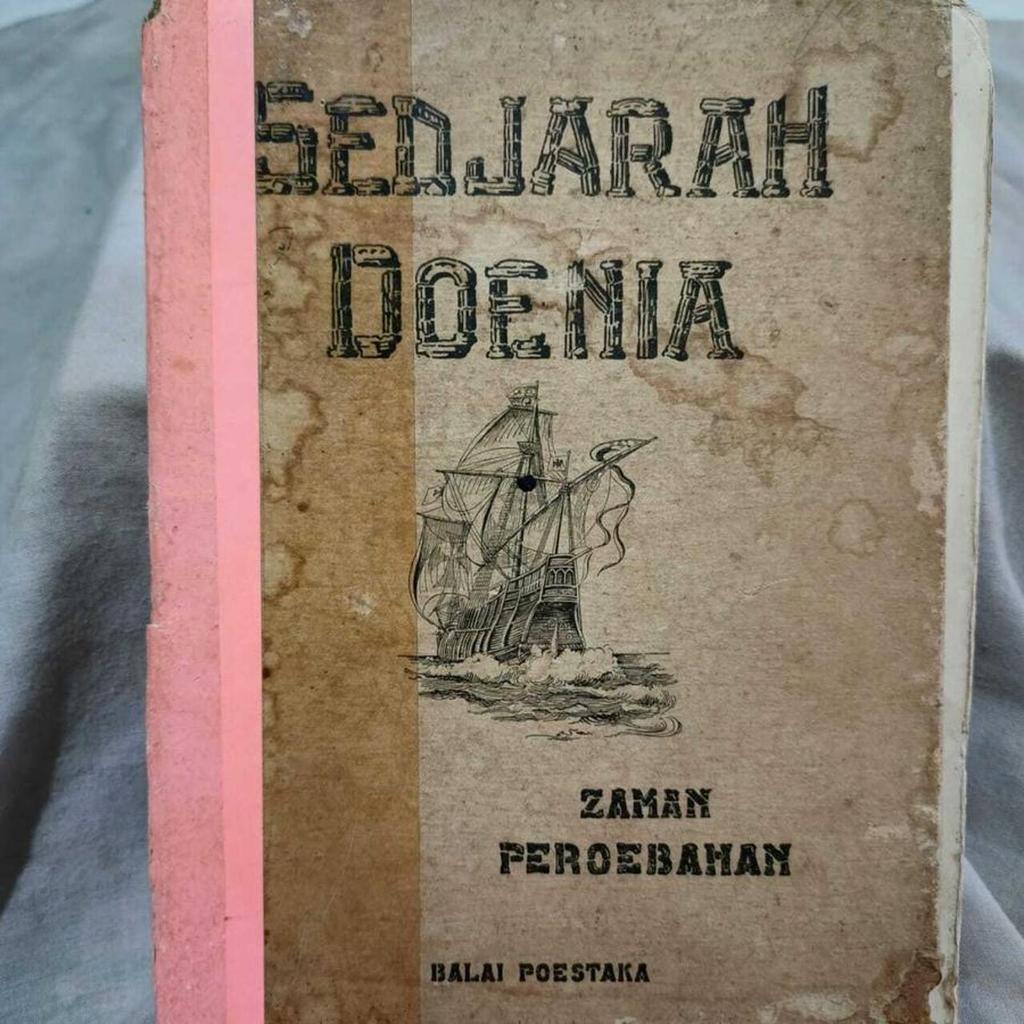 SEDJARAH
DOENIA
ZAMAN
PEROEBAHAN
BALAI POESTAKA